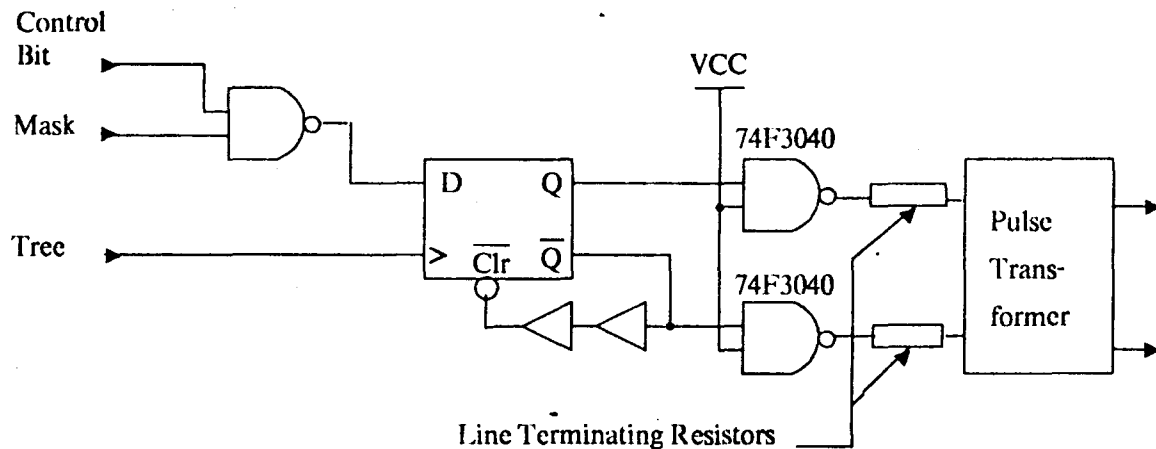 Control
Bit
VCC
Mask
74F3040
D
Q
Pulse
Trans-
former
Tree
>
Clr
Q
74F3040
Line Terminating Resistors